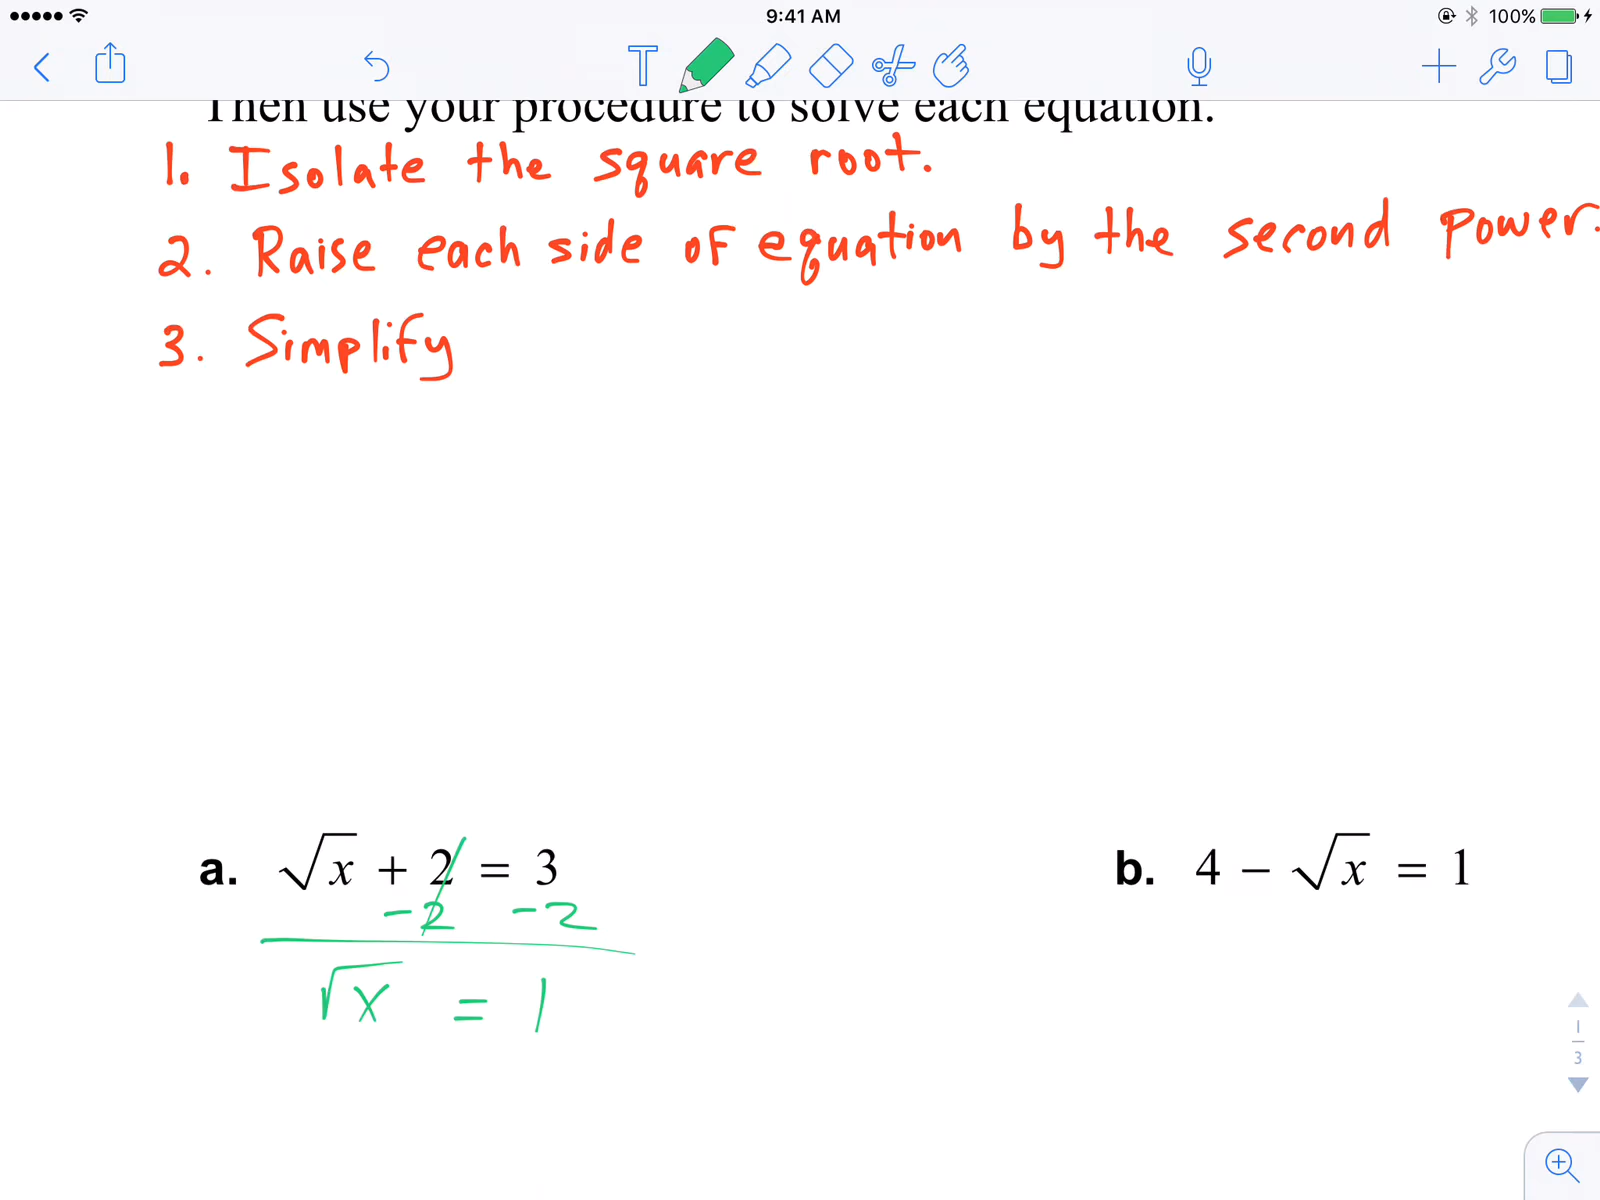 9:41 AM
100%
T
Then use your procedure to solve each equation.
1. Isolate the square root.
2. Raise each side of equation by the second power.
3. Simplify
a. √x + 2 = 3
-2 -2
√x = 1
b. 4 − √x = 1
1
3